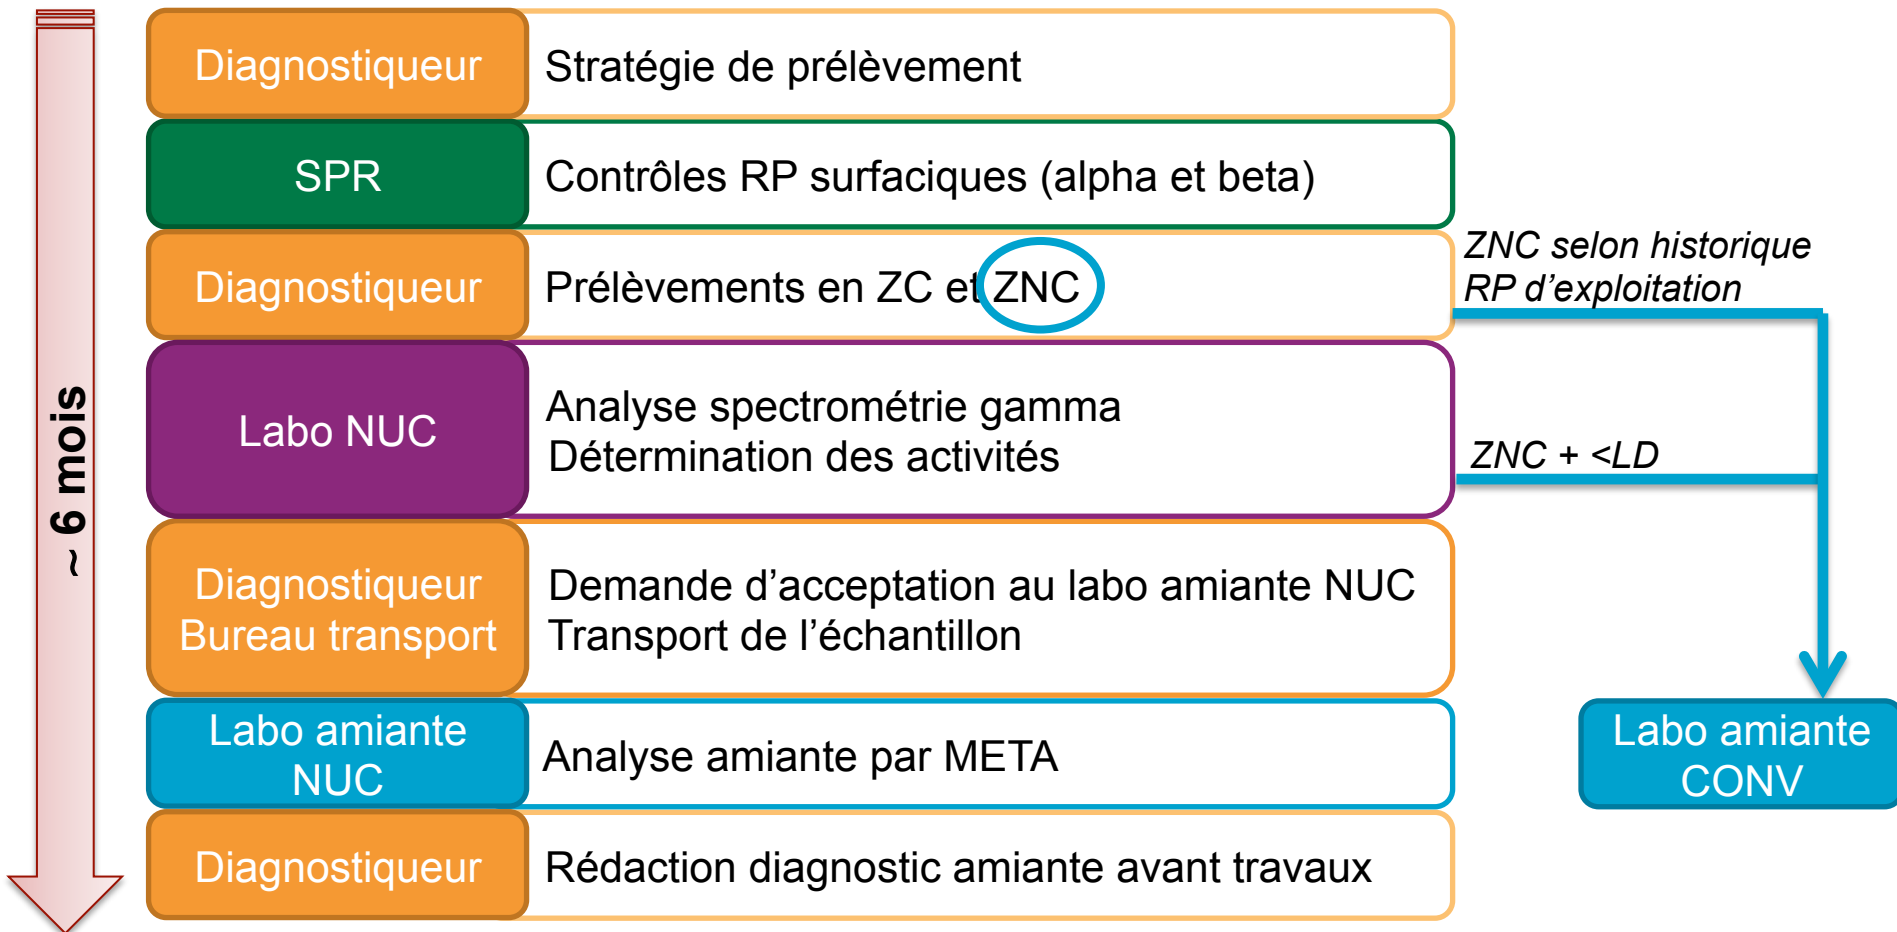 ~ 6 mois
Diagnostiqueur
Stratégie de prélèvement
SPR
Contrôles RP surfaciques (alpha et beta)
Diagnostiqueur
Prélèvements en ZC et ZNC
ZNC selon historique
RP d’exploitation
Labo NUC
Analyse spectrométrie gamma
Détermination des activités
ZNC + <LD
Diagnostiqueur
Bureau transport
Demande d’acceptation au labo amiante NUC
Transport de l’échantillon
Labo amiante
NUC
Analyse amiante par META
Labo amiante
CONV
Diagnostiqueur
Rédaction diagnostic amiante avant travaux